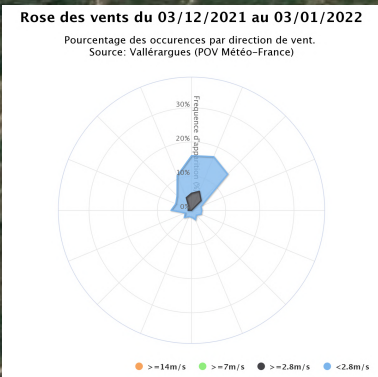 Rose des vents du 03/12/2021 au 03/01/2022
Pourcentage des occurences par direction de vent.
Source: Vallérargues (POV Météo-France)
30%
20%
10%
0%
Frequence d'apparition
>=14m/s
>=7m/s
>=2.8m/s
<2.8m/s